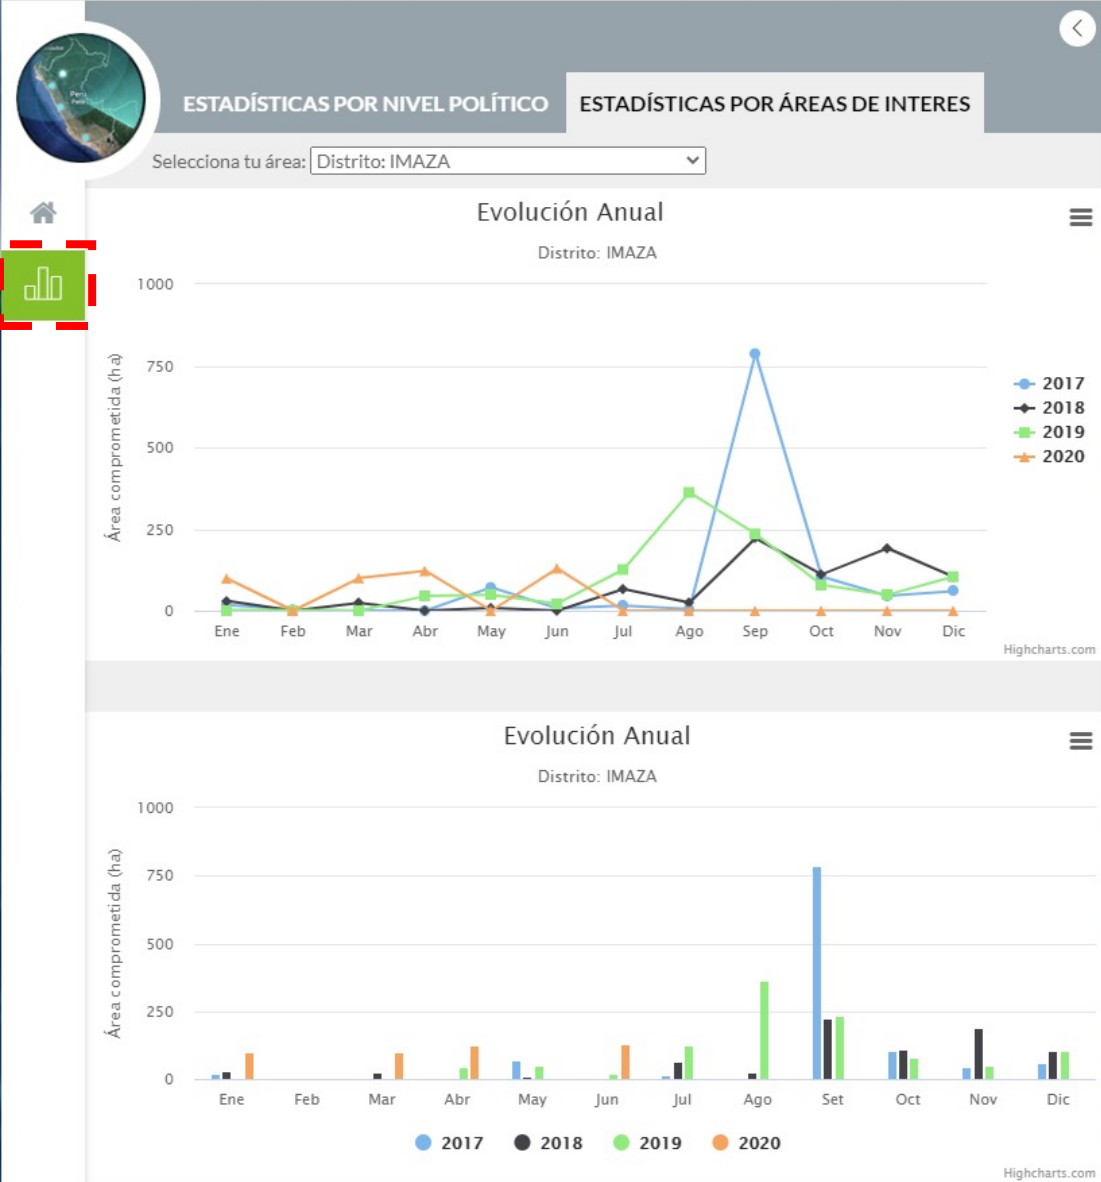 Perú
ESTADÍSTICAS POR NIVEL POLÍTICO
ESTADÍSTICAS POR ÁREAS DE INTERES
Selecciona tu área: Distrito: IMAZA
Evolución Anual
Distrito: IMAZA
Área comprometida (ha)
1000
750
500
250
0
Ene Feb Mar Abr May Jun Jul Ago Sep Oct Nov Dic
2017
2018
2019
2020
Highcharts.com
Evolución Anual
Distrito: IMAZA
Área comprometida (ha)
1000
750
500
250
0
Ene Feb Mar Abr May Jun Jul Ago Set Oct Nov Dic
2017 2018 2019 2020
Highcharts.com